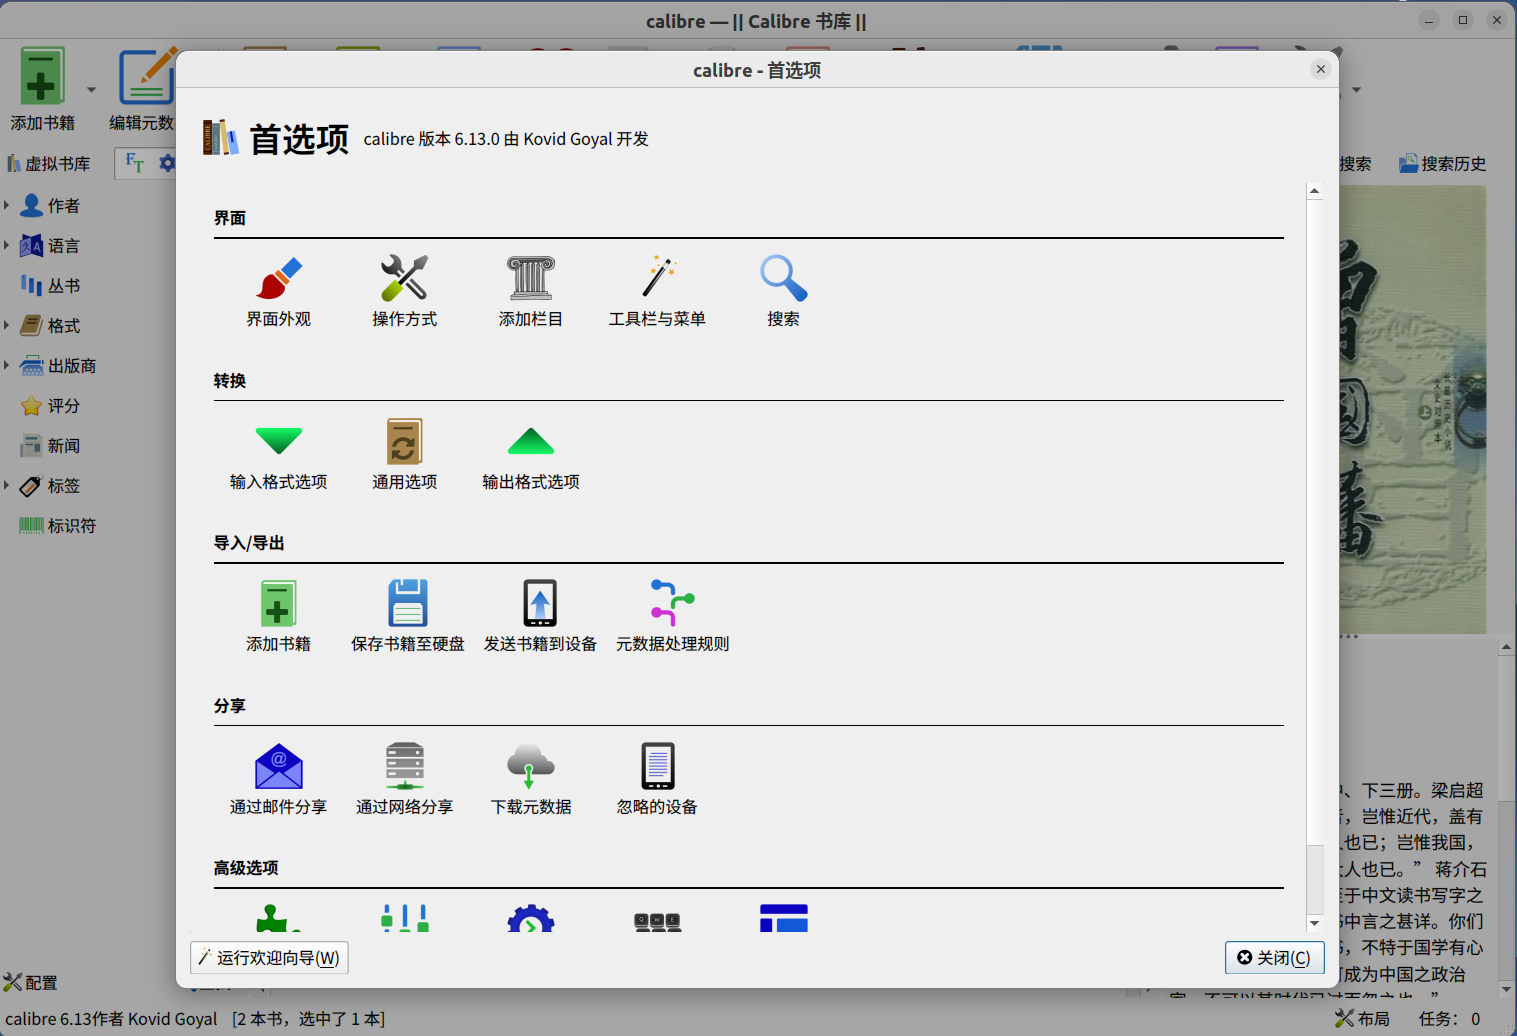 calibre — || Calibre 书库 ||
添加书籍
编辑元数
虚拟书库
搜索
搜索历史
作者
语言
丛书
格式
出版商
评分
新闻
标签
标识符
calibre - 首选项
首选项
calibre 版本 6.13.0 由 Kovid Goyal 开发
界面
界面外观
操作方式
添加栏目
工具栏与菜单
搜索
转换
输入格式选项
通用选项
输出格式选项
导入/导出
添加书籍
保存书籍至硬盘
发送书籍到设备
元数据处理规则
分享
通过邮件分享
通过网络分享
下载元数据
忽略的设备
高级选项
运行欢迎向导(W)
关闭(C)
国
藩
长篇历史小说
上
、下三册。梁启超
，岂惟近代，盖有
也已；岂惟我国，
人也已。” 蒋介石
于中文读书写字之
中言之甚详。你们
，不特于国学有心
成为中国之政治
配置
calibre 6.13作者 Kovid Goyal [2 本书，选中了 1 本]
布局
任务： 0